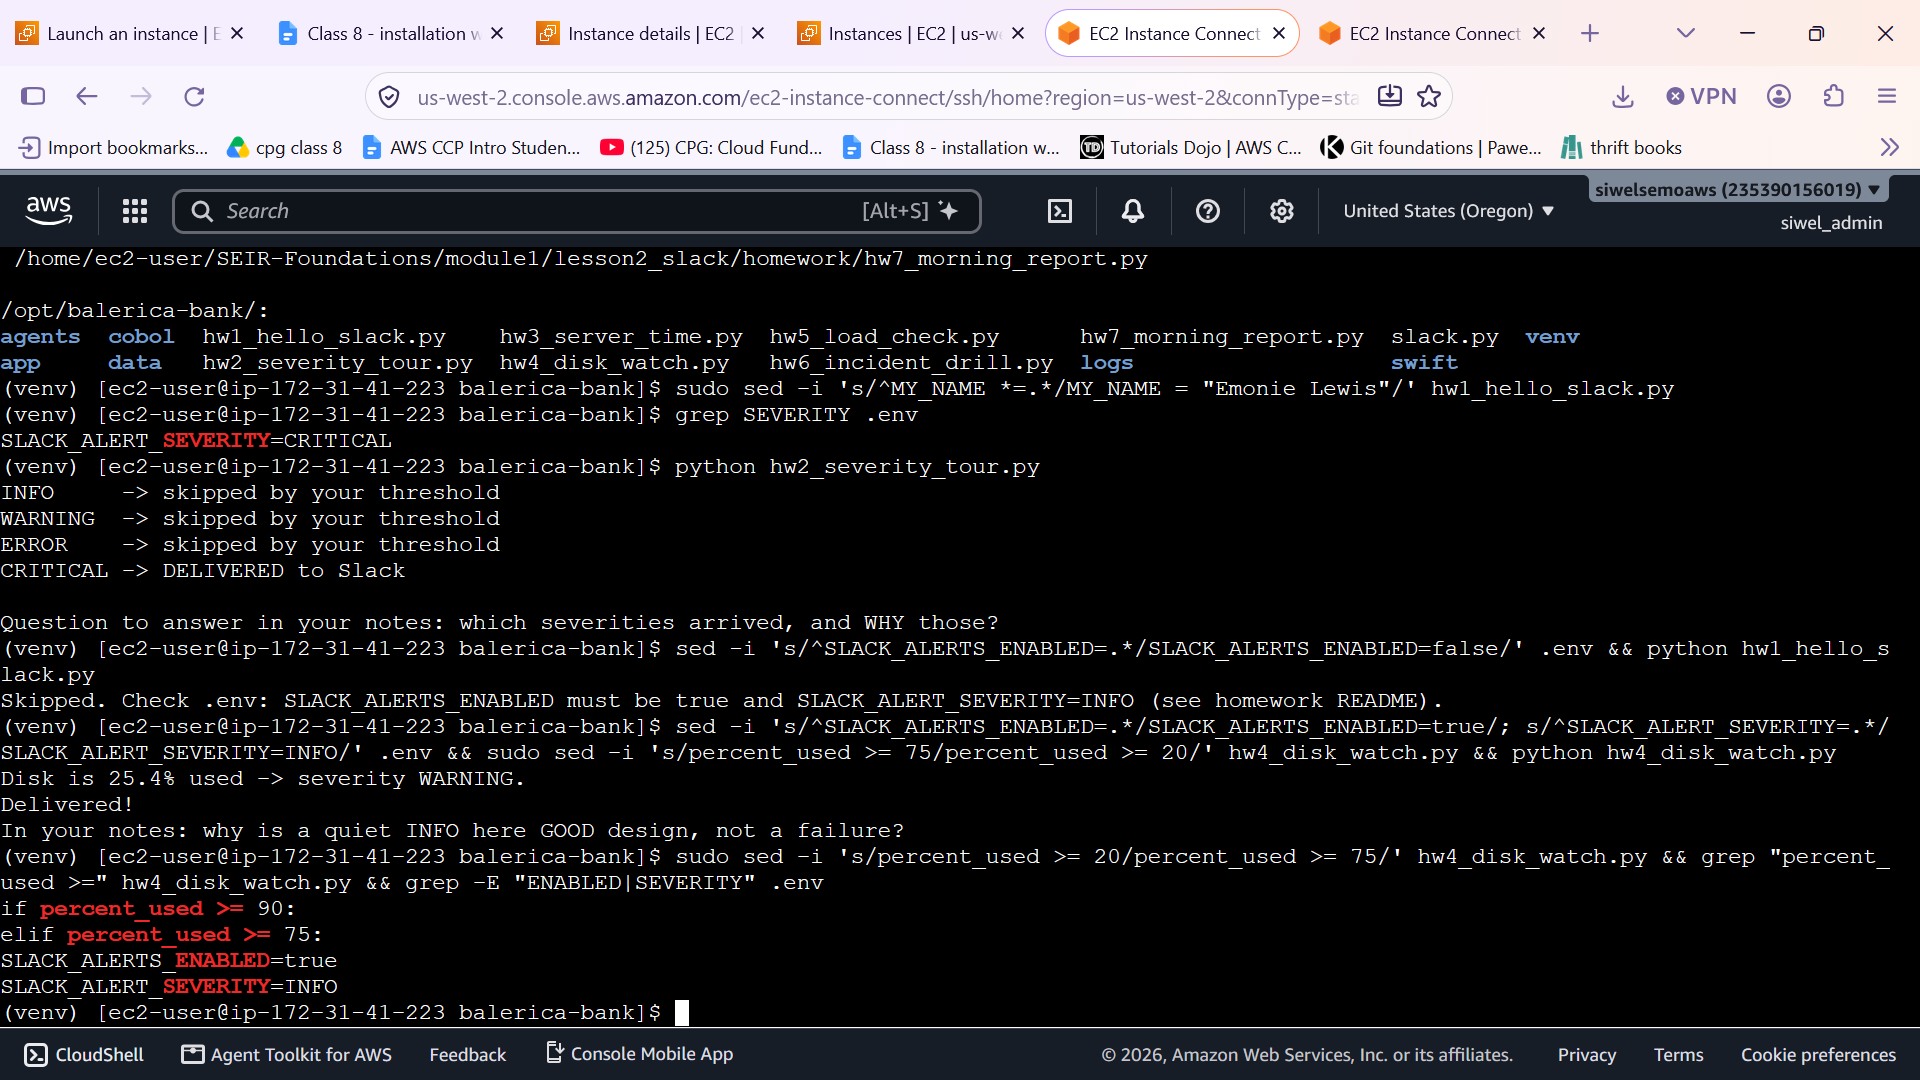 Launch an instance | E
Class 8 - installation w
Instance details | EC2
Instances | EC2 | us-we
EC2 Instance Connect
EC2 Instance Connect
us-west-2.console.aws.amazon.com/ec2-instance-connect/ssh/home?region=us-west-2&connType=sta
VPN
Import bookmarks...
cpg class 8
AWS CCP Intro Studen...
(125) CPG: Cloud Fund...
Class 8 - installation w...
TD
Tutorials Dojo | AWS C...
Git foundations | Pawe...
thrift books
aws
Search
[Alt+S]
United States (Oregon)
siwelsemoaws (235390156019)
siwel_admin
/home/ec2-user/SEIR-Foundations/module1/lesson2_slack/homework/hw7_morning_report.py
/opt/balerica-bank/:
agents cobol hw1_hello_slack.py hw3_server_time.py hw5_load_check.py hw7_morning_report.py slack.py venv
app data hw2_severity_tour.py hw4_disk_watch.py hw6_incident_drill.py logs swift
(venv) [ec2-user@ip-172-31-41-223 balerica-bank]$ sudo sed -i 's/^MY_NAME *=.*/MY_NAME = "Emonie Lewis"/' hw1_hello_slack.py
(venv) [ec2-user@ip-172-31-41-223 balerica-bank]$ grep SEVERITY .env
SLACK_ALERT_SEVERITY=CRITICAL
(venv) [ec2-user@ip-172-31-41-223 balerica-bank]$ python hw2_severity_tour.py
INFO -> skipped by your threshold
WARNING -> skipped by your threshold
ERROR -> skipped by your threshold
CRITICAL -> DELIVERED to Slack
Question to answer in your notes: which severities arrived, and WHY those?
(venv) [ec2-user@ip-172-31-41-223 balerica-bank]$ sed -i 's/^SLACK_ALERTS_ENABLED=.*/SLACK_ALERTS_ENABLED=false/' .env && python hw1_hello_s
lack.py
Skipped. Check .env: SLACK_ALERTS_ENABLED must be true and SLACK_ALERT_SEVERITY=INFO (see homework README).
(venv) [ec2-user@ip-172-31-41-223 balerica-bank]$ sed -i 's/^SLACK_ALERTS_ENABLED=.*/SLACK_ALERTS_ENABLED=true/; s/^SLACK_ALERT_SEVERITY=.*/
SLACK_ALERT_SEVERITY=INFO/' .env && sudo sed -i 's/percent_used >= 75/percent_used >= 20/' hw4_disk_watch.py && python hw4_disk_watch.py
Disk is 25.4% used -> severity WARNING.
Delivered!
In your notes: why is a quiet INFO here GOOD design, not a failure?
(venv) [ec2-user@ip-172-31-41-223 balerica-bank]$ sudo sed -i 's/percent_used >= 20/percent_used >= 75/' hw4_disk_watch.py && grep "percent_
used >=" hw4_disk_watch.py && grep -E "ENABLED|SEVERITY" .env
if percent_used >= 90:
elif percent_used >= 75:
SLACK_ALERTS_ENABLED=true
SLACK_ALERT_SEVERITY=INFO
(venv) [ec2-user@ip-172-31-41-223 balerica-bank]$
CloudShell
Agent Toolkit for AWS
Feedback
Console Mobile App
© 2026, Amazon Web Services, Inc. or its affiliates.
Privacy
Terms
Cookie preferences